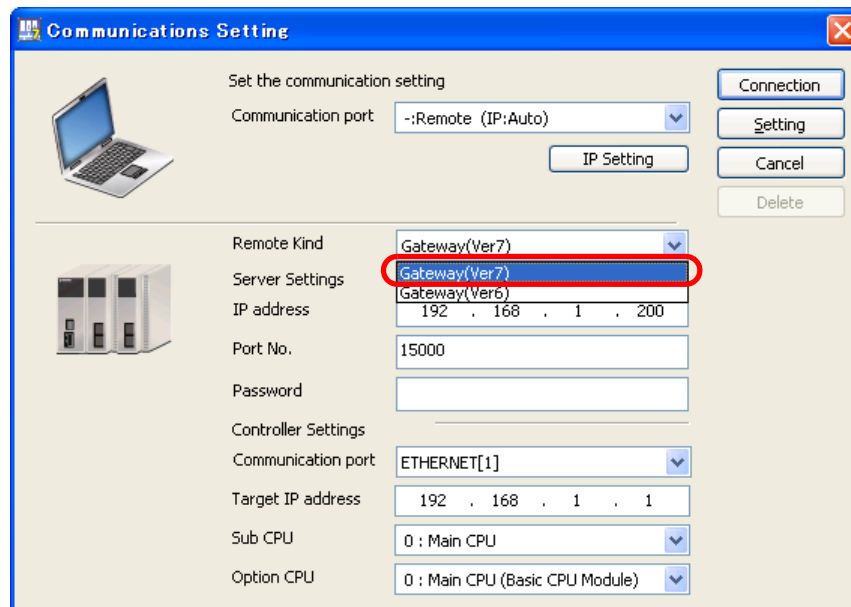 Communications Setting
Set the communication setting
Communication port -:Remote (IP:Auto)
IP Setting
Connection
Setting
Cancel
Delete
Remote Kind Gateway(Ver7)
Gateway(Ver7)
Server Settings
Gateway(Ver6)
IP address 192 . 168 . 1 . 200
Port No. 15000
Password
Controller Settings
Communication port ETHERNET[1]
Target IP address 192 . 168 . 1 . 1
Sub CPU 0 : Main CPU
Option CPU 0 : Main CPU (Basic CPU Module)